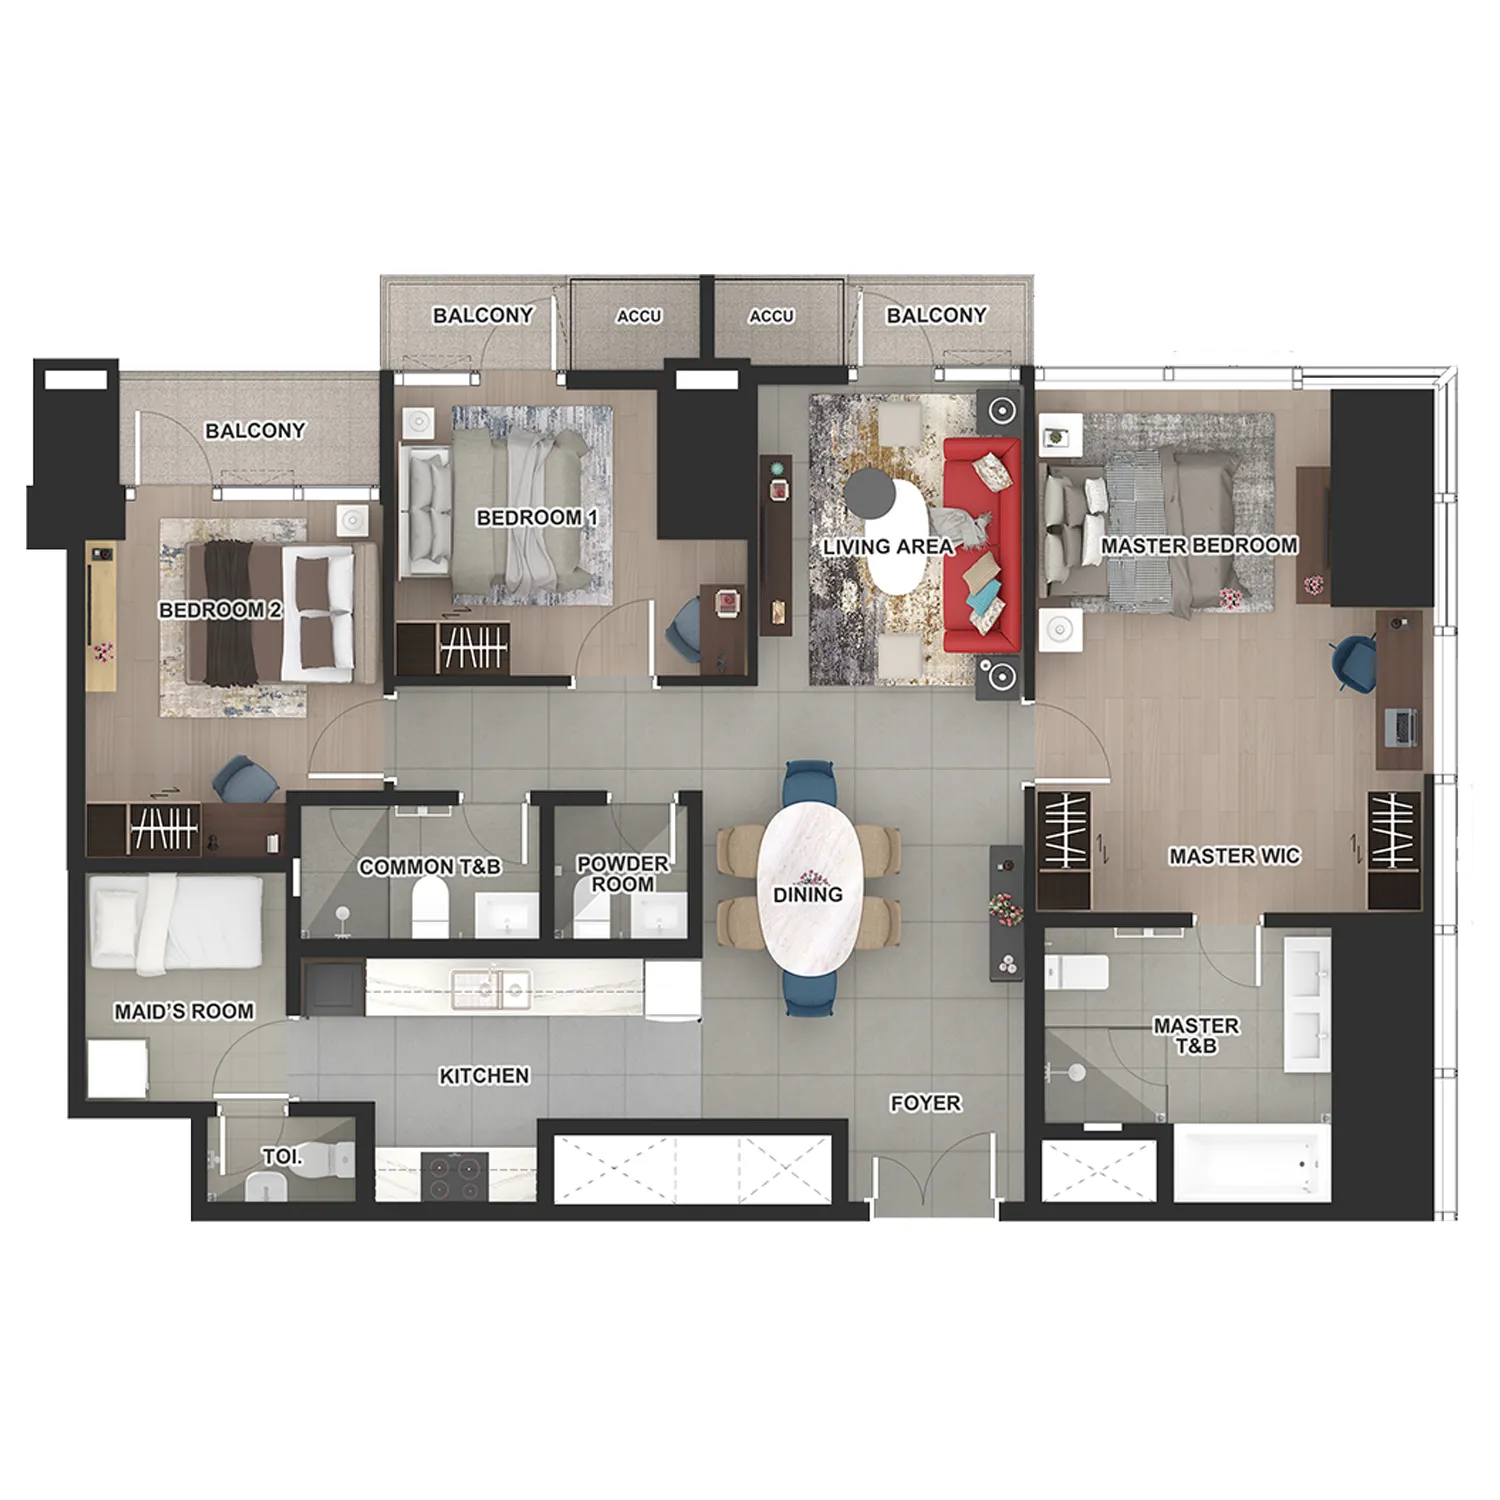 BALCONY
ACCU
ACCU
BALCONY
BALCONY
BEDROOM 1
LIVING AREA
MASTER BEDROOM
BEDROOM 2
COMMON T&B
POWDER
ROOM
DINING
MASTER WIC
MAID'S ROOM
MASTER
T&B
KITCHEN
FOYER
TOI.